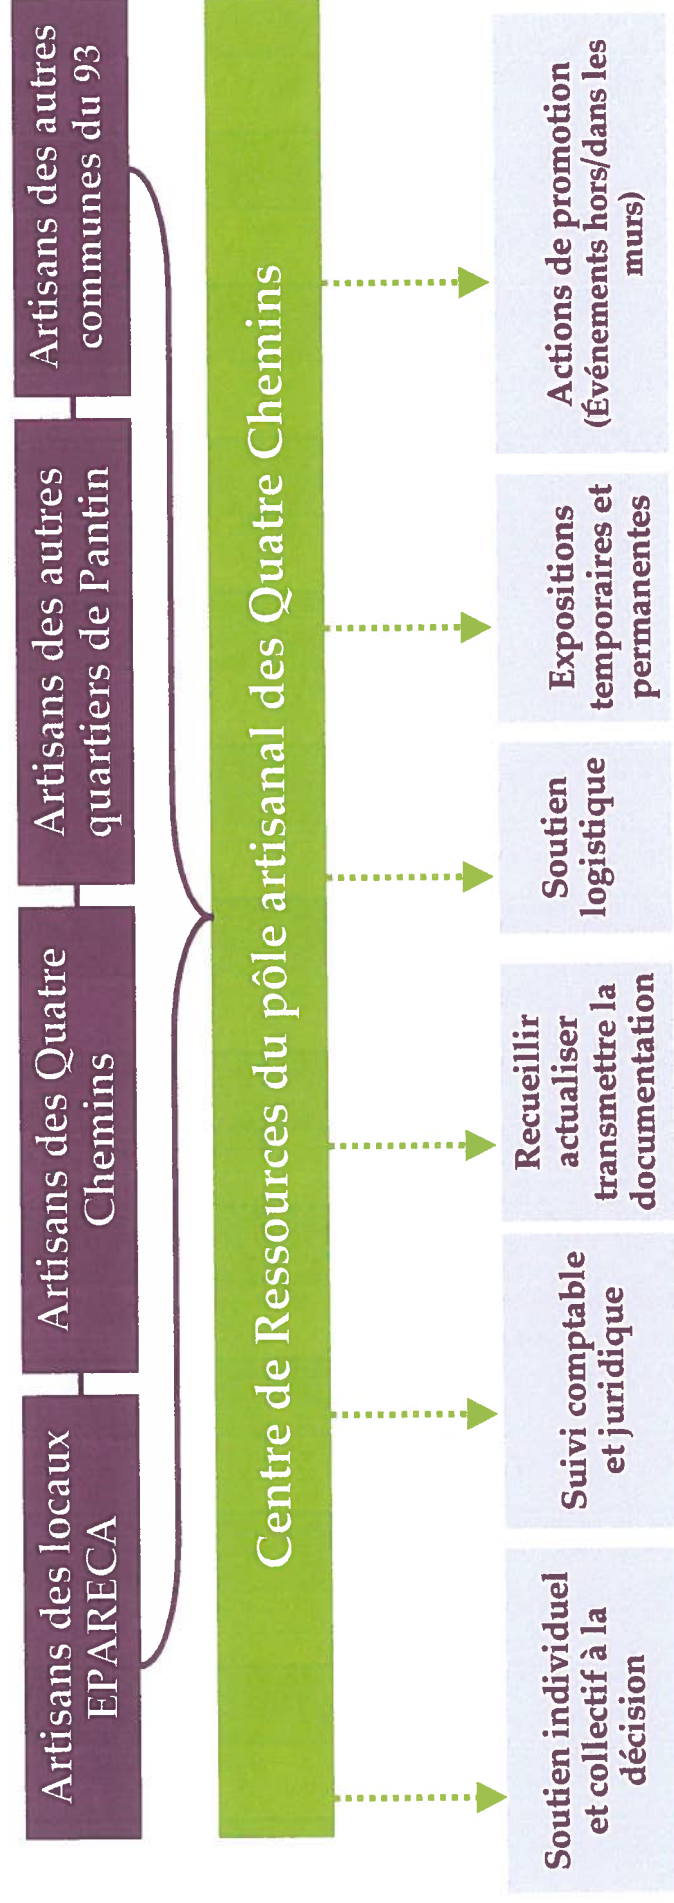 Artisans des locaux
EPARECA
Artisans des Quatre
Chemins
Artisans des autres
quartiers de Pantin
Artisans des autres
communes du 93
Centre de Ressources du pôle artisanal des Quatre Chemins
Soutien individuel
et collectif à la
décision
Suivi comptable
et juridique
Recueillir
actualiser
transmettre la
documentation
Soutien
logistique
Expositions
temporaires et
permanentes
Actions de promotion
(Événements hors/dans les
murs)